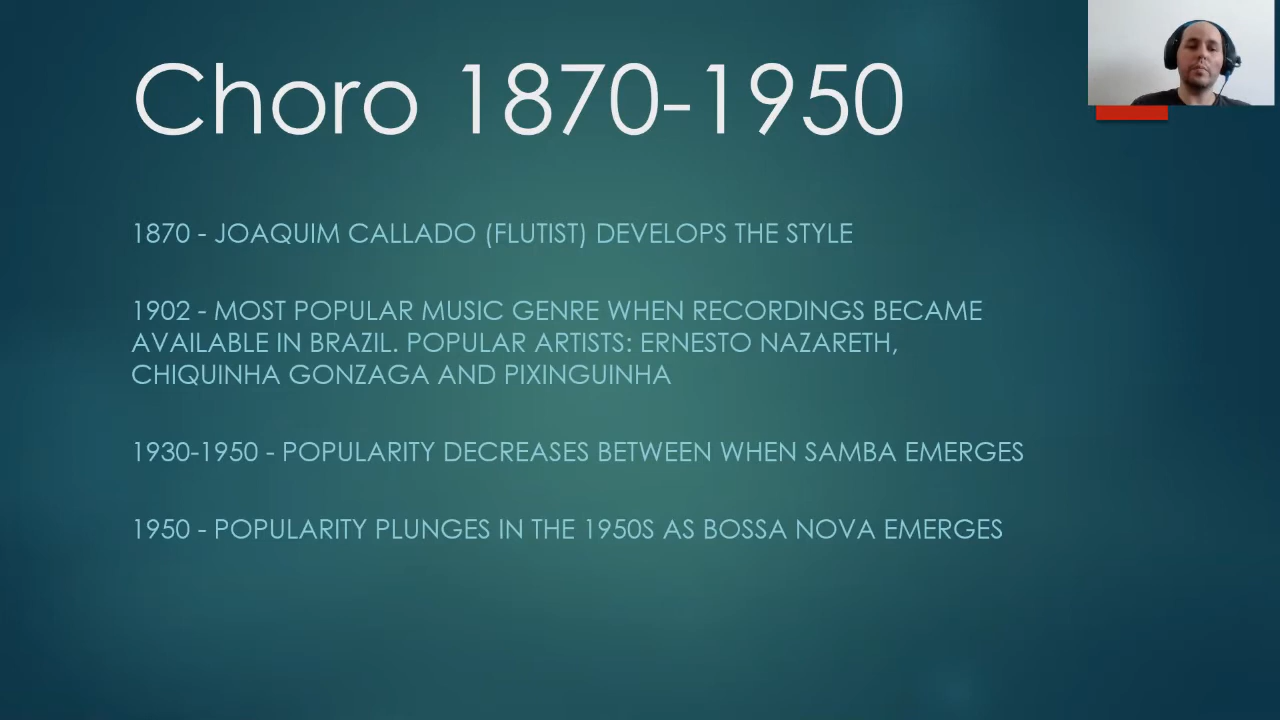 Choro 1870-1950
1870 - JOAQUIM CALLADO (FLUTIST) DEVELOPS THE STYLE
1902 - MOST POPULAR MUSIC GENRE WHEN RECORDINGS BECAME
AVAILABLE IN BRAZIL. POPULAR ARTISTS: ERNESTO NAZARETH,
CHIQUINHA GONZAGA AND PIXINGUINHA
1930-1950 - POPULARITY DECREASES BETWEEN WHEN SAMBA EMERGES
1950 - POPULARITY PLUNGES IN THE 1950S AS BOSSA NOVA EMERGES